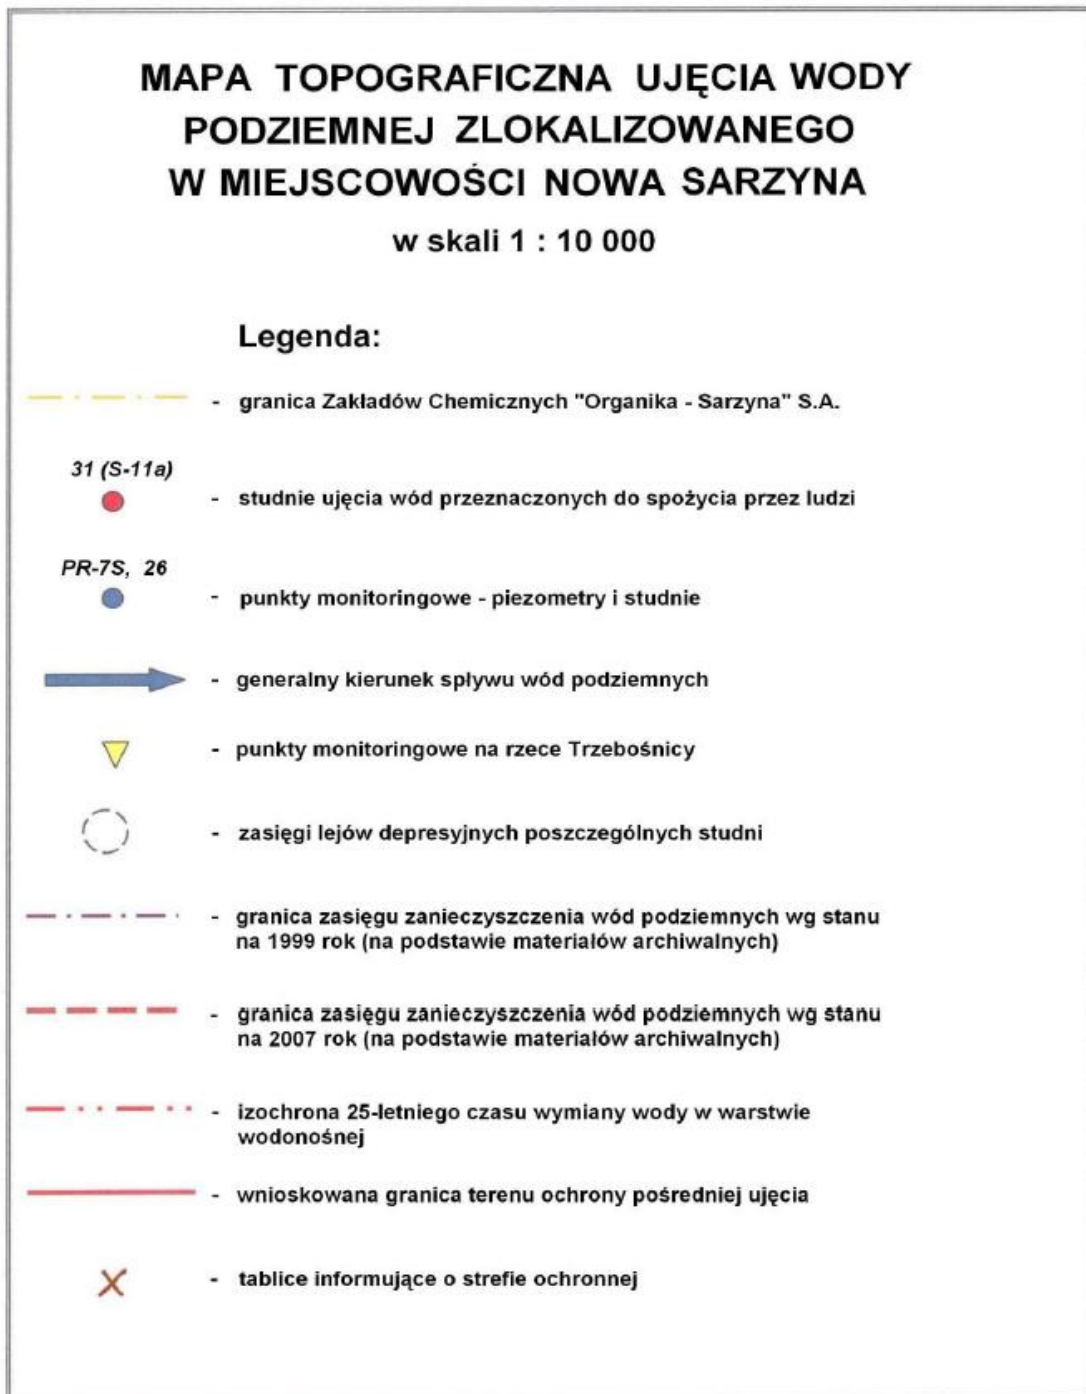 MAPA TOPOGRAFICZNA UJĘCIA WODY
PODZIEMNEJ ZLOKALIZOWANEGO
W MIEJSCOWOŚCI NOWA SARZYNA
w skali 1 : 10 000
Legenda:
- granica Zakładów Chemicznych "Organika - Sarzyna" S.A.
31 (S-11a)
- studnie ujęcia wód przeznaczonych do spożycia przez ludzi
PR-7S, 26
- punkty monitoringowe - piezometry i studnie
- generalny kierunek spływu wód podziemnych
- punkty monitoringowe na rzece Trzebośnicy
- zasięgi lejów depresyjnych poszczególnych studni
- granica zasięgu zanieczyszczenia wód podziemnych wg stanu
na 1999 rok (na podstawie materiałów archiwalnych)
- granica zasięgu zanieczyszczenia wód podziemnych wg stanu
na 2007 rok (na podstawie materiałów archiwalnych)
- izochrona 25-letniego czasu wymiany wody w warstwie
wodonośnej
- wnioskowana granica terenu ochrony pośredniej ujęcia
- tablice informujące o strefie ochronnej